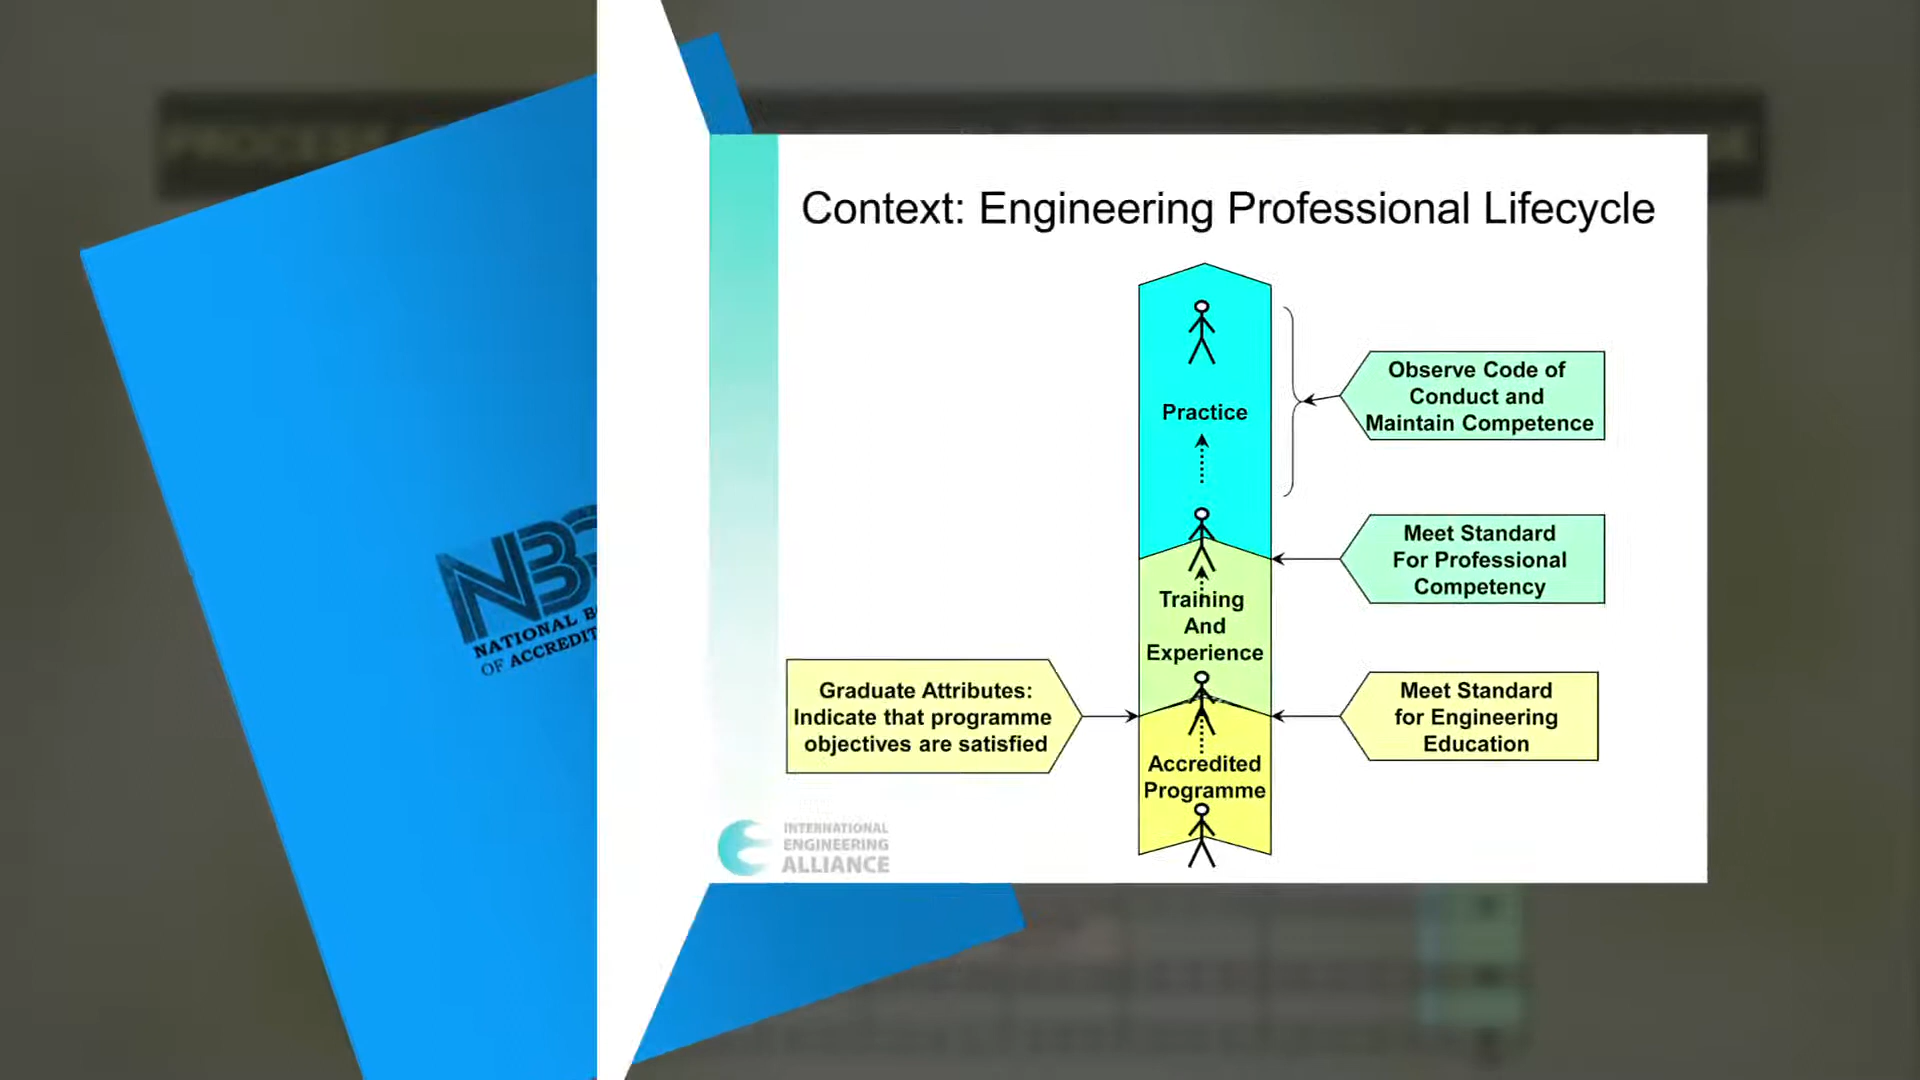 PROCESS
Context: Engineering Professional Lifecycle
Practice
Observe Code of
Conduct and
Maintain Competence
Meet Standard
For Professional
Competency
Training
And
Experience
Graduate Attributes:
Indicate that programme
objectives are satisfied
Meet Standard
for Engineering
Education
Accredited
Programme
INTERNATIONAL
ENGINEERING
ALLIANCE
NATIONAL
OF